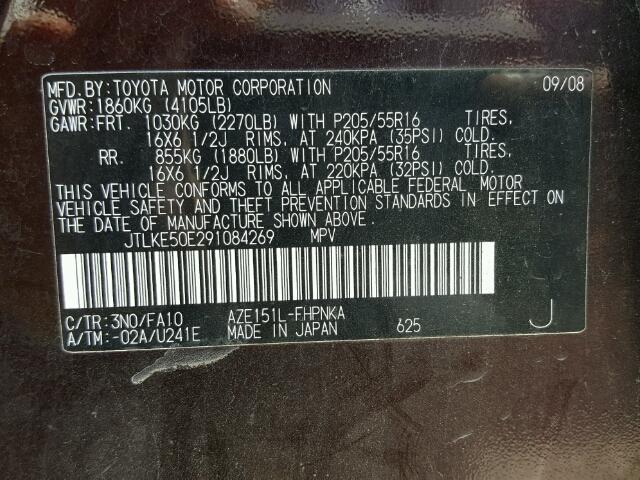 MFD.BY:TOYOTA MOTOR CORPORATION 09/08
GVWR:1860KG (4105LB)
GAWR:FRT. 1030KG (2270LB) WITH P205/55R16 TIRES,
16X6 1/2J RIMS, AT 240KPA (35PSI) COLD.
RR. 855KG (1880LB) WITH P205/55R16 TIRES,
16X6 1/2J RIMS, AT 220KPA (32PSI) COLD.
THIS VEHICLE CONFORMS TO ALL APPLICABLE FEDERAL MOTOR
VEHICLE SAFETY AND THEFT PREVENTION STANDARDS IN EFFECT ON
THE DATE OF MANUFACTURE SHOWN ABOVE.
JTLKE50E291084269 MPV
C/TR:3N0/FA10 AZE151L-FHPNKA
A/TM:-02A/U241E MADE IN JAPAN 625 J